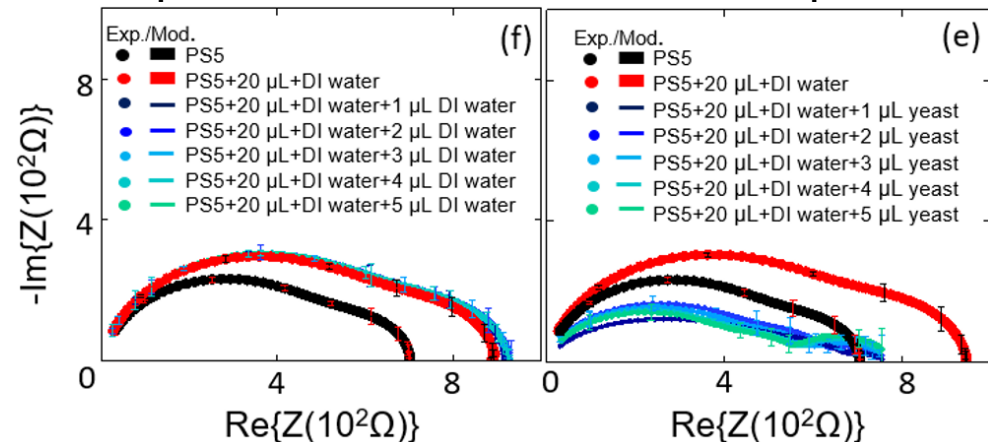 Exp./Mod.
(f)
PS5
PS5+20 μL+DI water
PS5+20 μL+DI water+1 μL DI water
PS5+20 μL+DI water+2 μL DI water
PS5+20 μL+DI water+3 μL DI water
PS5+20 μL+DI water+4 μL DI water
PS5+20 μL+DI water+5 μL DI water
8
4
-Im{Z(10²Ω)}
0
4
8
Re{Z(10²Ω)}
Exp./Mod.
(e)
PS5
PS5+20 μL+DI water
PS5+20 μL+DI water+1 μL yeast
PS5+20 μL+DI water+2 μL yeast
PS5+20 μL+DI water+3 μL yeast
PS5+20 μL+DI water+4 μL yeast
PS5+20 μL+DI water+5 μL yeast
0
4
8
Re{Z(10²Ω)}